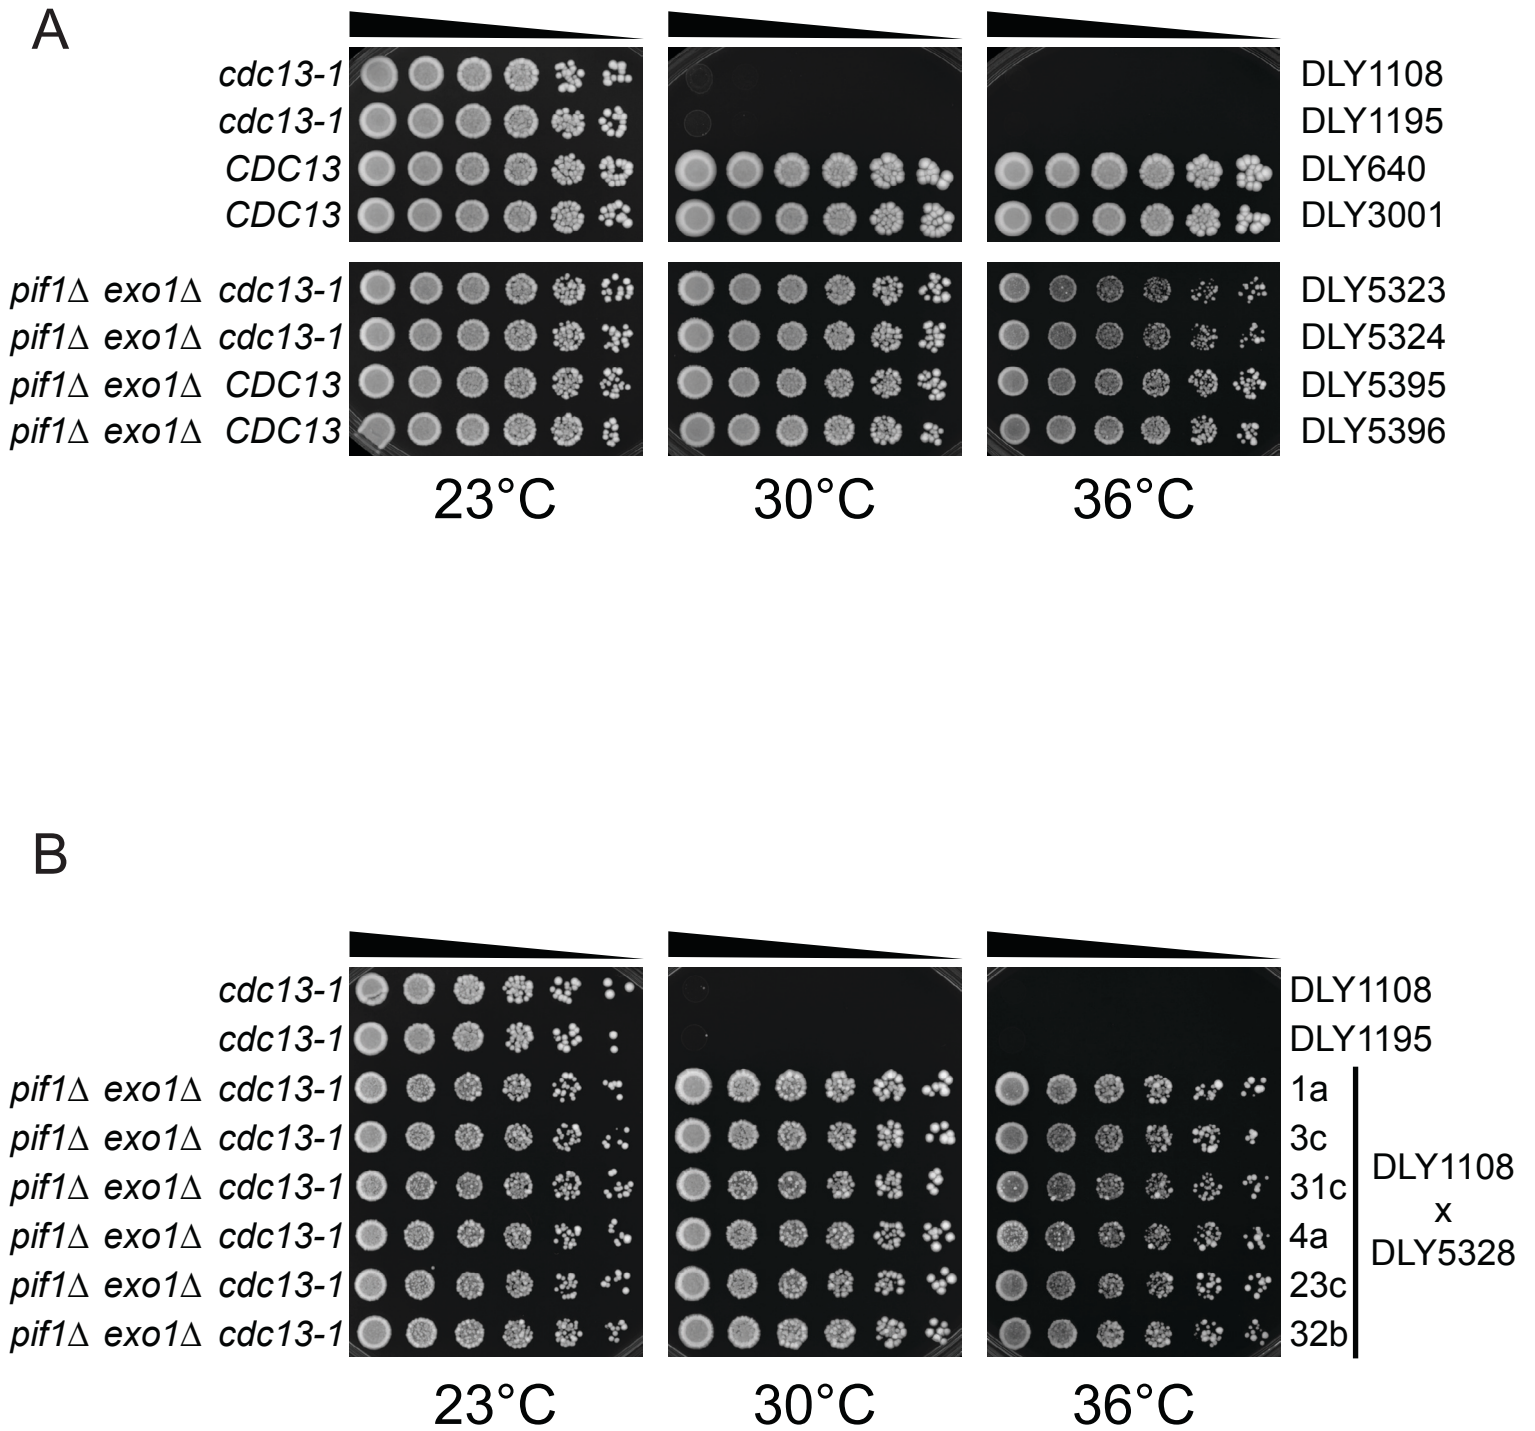 A
cdc13-1 DLY1108
cdc13-1 DLY1195
CDC13 DLY640
CDC13 DLY3001
pif1Δ exo1Δ cdc13-1 DLY5323
pif1Δ exo1Δ cdc13-1 DLY5324
pif1Δ exo1Δ CDC13 DLY5395
pif1Δ exo1Δ CDC13 DLY5396
23°C 30°C 36°C
B
cdc13-1 DLY1108
cdc13-1 DLY1195
pif1Δ exo1Δ cdc13-1 1a
pif1Δ exo1Δ cdc13-1 3c
pif1Δ exo1Δ cdc13-1 31c
pif1Δ exo1Δ cdc13-1 4a
pif1Δ exo1Δ cdc13-1 23c
pif1Δ exo1Δ cdc13-1 32b
DLY1108
x
DLY5328
23°C 30°C 36°C